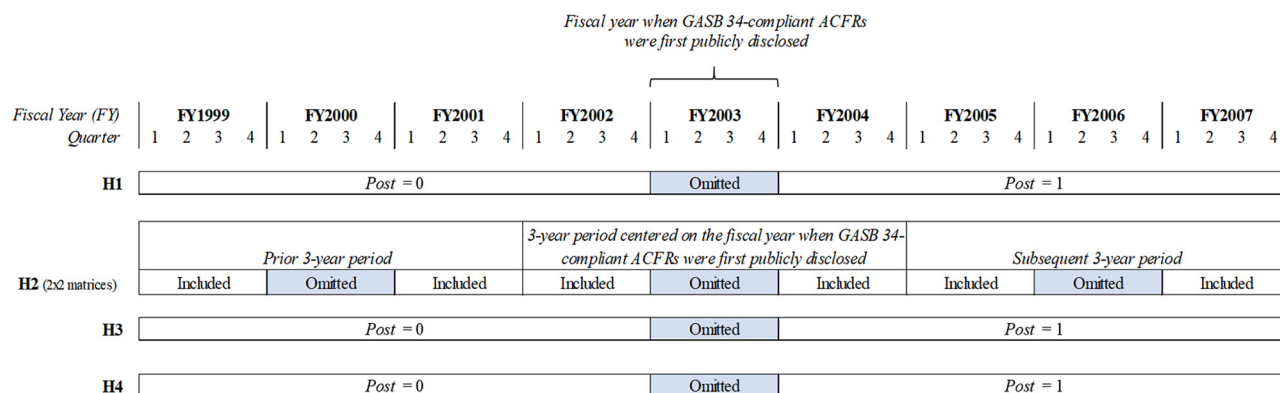 Fiscal year when GASB 34-compliant ACFRs
were first publicly disclosed
Fiscal Year (FY) FY1999 FY2000 FY2001 FY2002 FY2003 FY2004 FY2005 FY2006 FY2007
Quarter 1 2 3 4 1 2 3 4 1 2 3 4 1 2 3 4 1 2 3 4 1 2 3 4 1 2 3 4 1 2 3 4 1 2 3 4
H1 Post = 0 Omitted Post = 1
Prior 3-year period
3-year period centered on the fiscal year when GASB 34-
compliant ACFRs were first publicly disclosed
Subsequent 3-year period
H2 (2x2 matrices) Included Omitted Included Included Omitted Included Included Omitted Included
H3 Post = 0 Omitted Post = 1
H4 Post = 0 Omitted Post = 1